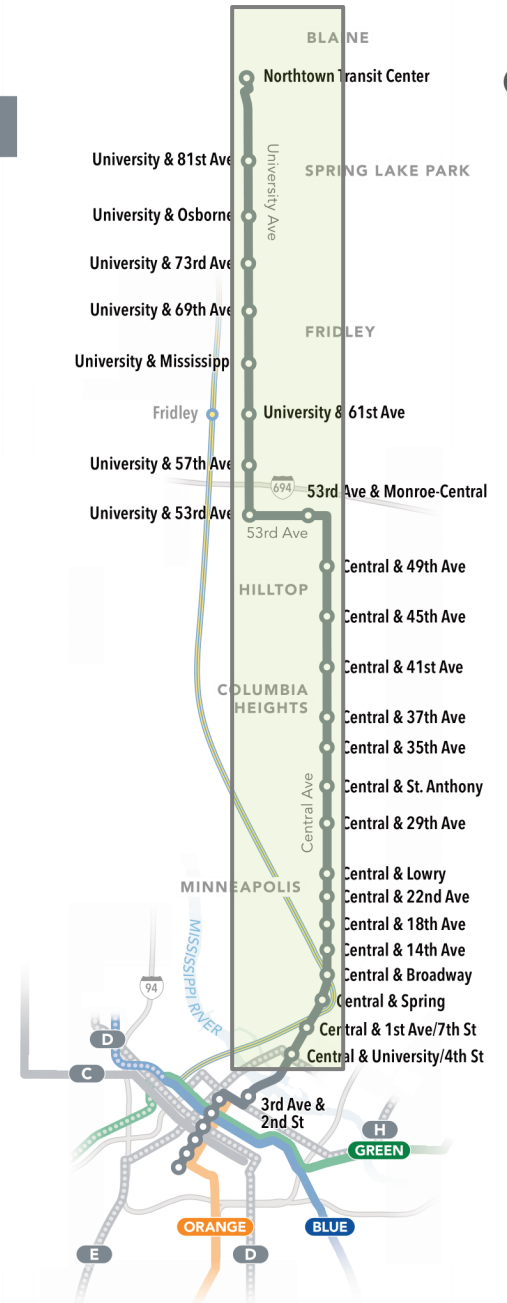 BLAINE
Northtown Transit Center
University & 81st Ave
University Ave
SPRING LAKE PARK
University & Osborne
University & 73rd Ave
University & 69th Ave
FRIDLEY
University & Mississipp
Fridley
University & 61st Ave
University & 57th Ave
694
53rd Ave & Monroe-Central
University & 53rd Ave
53rd Ave
Central & 49th Ave
HILLTOP
Central & 45th Ave
Central & 41st Ave
COLUMBIA
HEIGHTS
Central & 37th Ave
Central & 35th Ave
Central & St. Anthony
Central Ave
Central & 29th Ave
Central & Lowry
MINNEAPOLIS
Central & 22nd Ave
Central & 18th Ave
Central & 14th Ave
MISSISSIPPI RIVER
Central & Broadway
94
Central & Spring
Central & 1st Ave/7th St
D
Central & University/4th St
C
3rd Ave &
2nd St
H
GREEN
ORANGE
BLUE
E
D